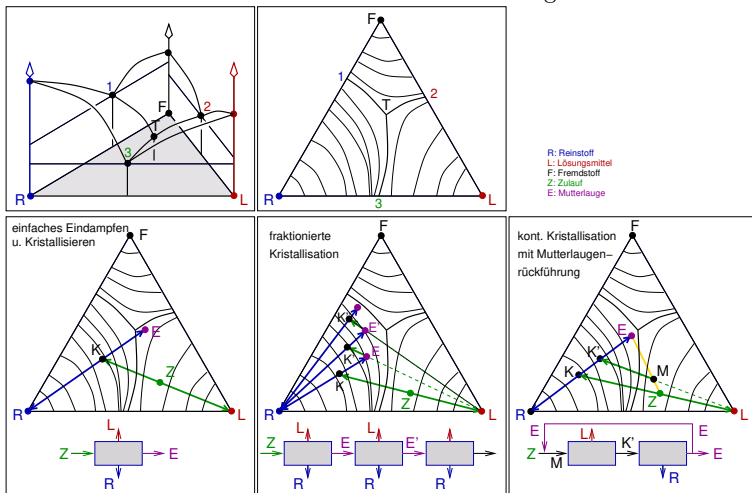 F
1
2
T
3
R
L
F
1
2
T
R
L
3
R: Reinstoff
L: Lösungsmittel
F: Fremdstoff
Z: Zulauf
E: Mutterlauge
einfaches Eindampfen
u. Kristallisieren
F
E
K
Z
R
L
L
Z
E
R
fraktionierte
Kristallisation
F
K"
E'
K'
E
K
Z
R
L
L
L
L
Z
E
E'
R
R
R
kont. Kristallisation
mit Mutterlaugen-
rückführung
F
E
K'
K
M
Z
R
L
E
E
L
Z
K'
E
M
R